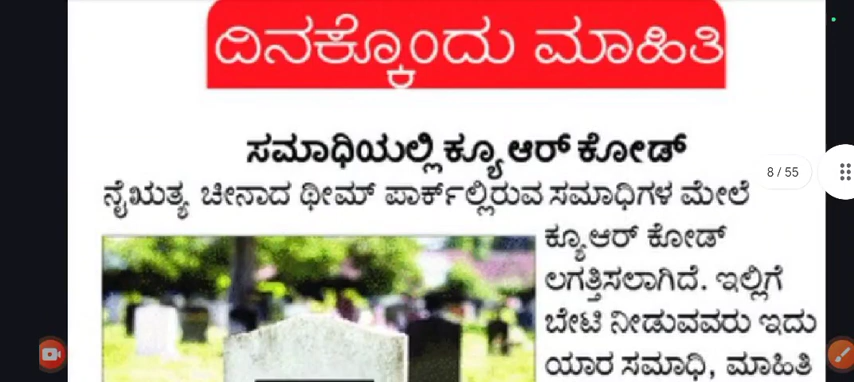 ದಿನಕ್ಕೊಂದು ಮಾಹಿತಿ
ಸಮಾಧಿಯಲ್ಲಿ ಕ್ಯೂ ಆರ್ ಕೋಡ್
8 / 55
ನೈಋತ್ಯ ಚೀನಾದ ಥೀಮ್ ಪಾರ್ಕ್‌ಲ್ಲಿರುವ ಸಮಾಧಿಗಳ ಮೇಲೆ
ಕ್ಯೂಆರ್ ಕೋಡ್
ಲಗತ್ತಿಸಲಾಗಿದೆ. ಇಲ್ಲಿಗೆ
ಬೇಟಿ ನೀಡುವವರು ಇದು
ಯಾರ ಸಮಾಧಿ, ಮಾಹಿತಿ